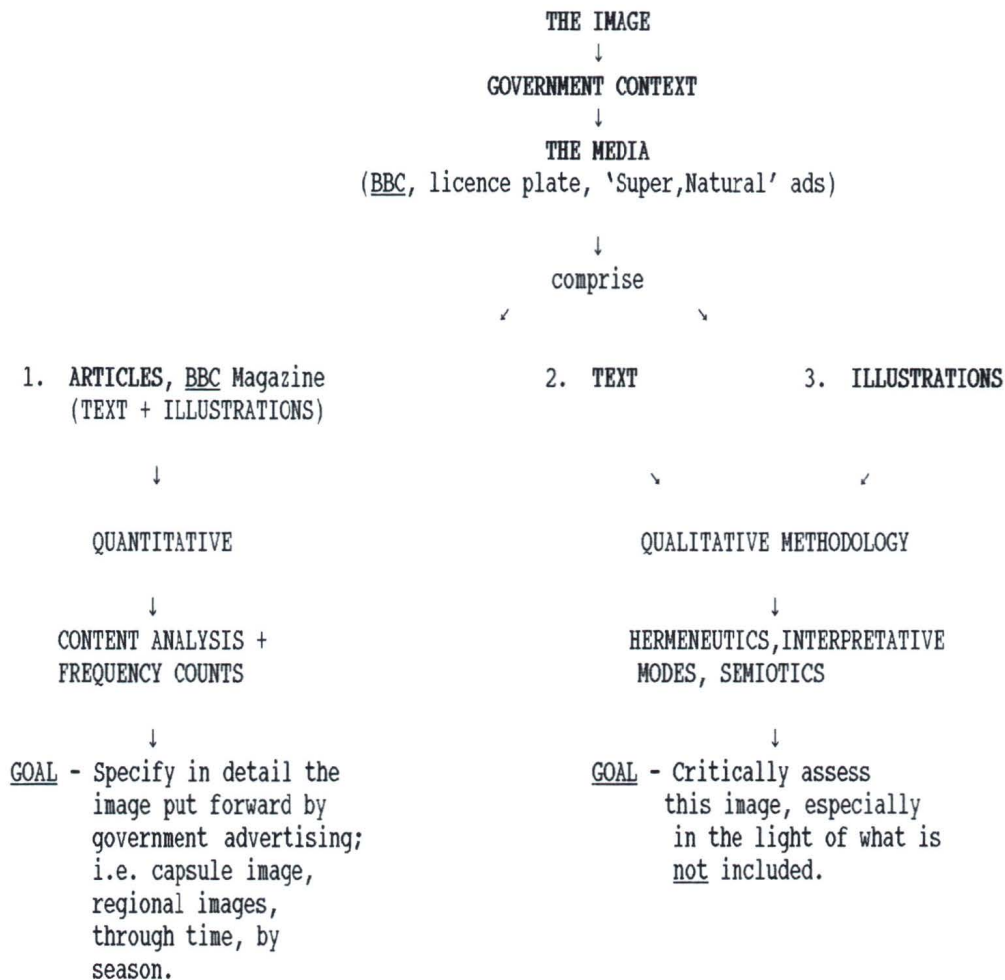 THE IMAGE
↓
GOVERNMENT CONTEXT
↓
THE MEDIA
(BBC, licence plate, 'Super,Natural' ads)
↓
comprise
↙ ↘
1. ARTICLES, BBC Magazine
(TEXT + ILLUSTRATIONS)
2. TEXT
3. ILLUSTRATIONS
↓
↘ ↙
QUANTITATIVE
QUALITATIVE METHODOLOGY
↓
↓
CONTENT ANALYSIS +
FREQUENCY COUNTS
HERMENEUTICS,INTERPRETATIVE
MODES, SEMIOTICS
↓
↓
GOAL - Specify in detail the
image put forward by
government advertising;
i.e. capsule image,
regional images,
through time, by
season.
GOAL - Critically assess
this image, especially
in the light of what is
not included.